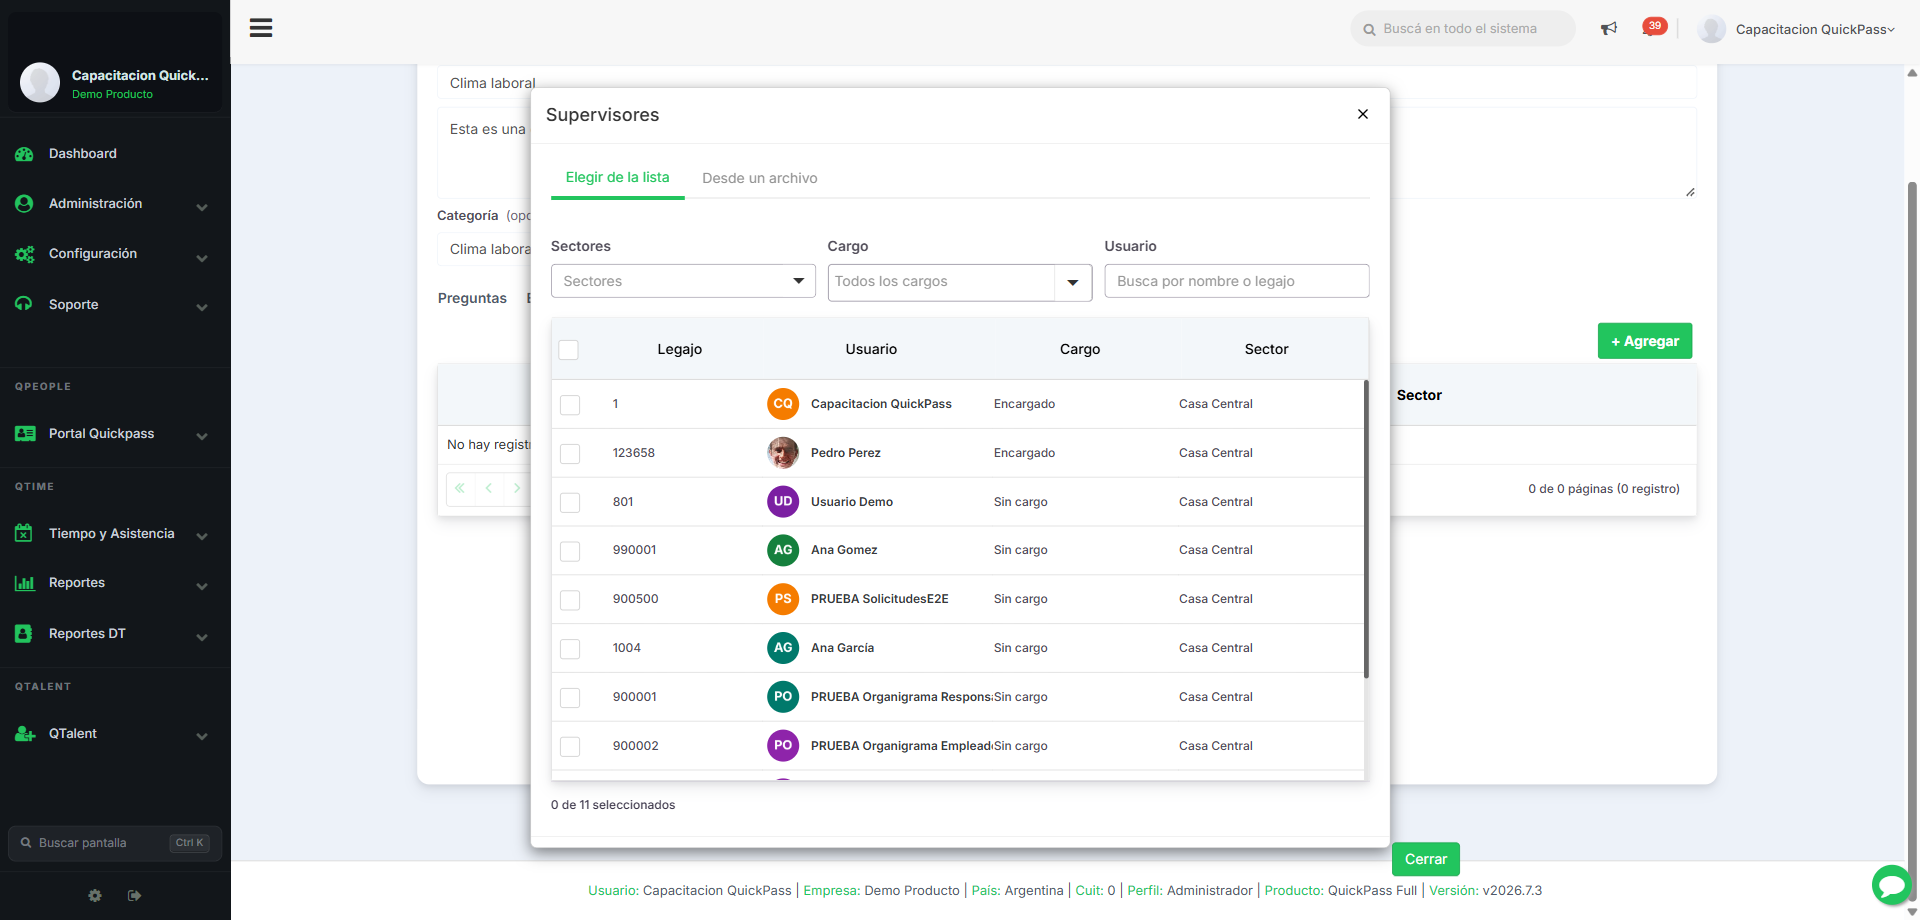 Capacitacion Quick...
Demo Producto
Dashboard
Administración
Configuración
Soporte
QPEOPLE
Portal Quickpass
QTIME
Tiempo y Asistencia
Reportes
Reportes DT
QTALENT
QTalent
Buscar pantalla
Ctrl K
Buscá en todo el sistema
39
Capacitacion QuickPass
Clima laboral
Esta es una
Categoría (opc
Clima labora
Preguntas
+ Agregar
Sector
No hay registr
0 de 0 páginas (0 registro)
Supervisores
Elegir de la lista
Desde un archivo
Sectores
Cargo
Usuario
Sectores
Todos los cargos
Busca por nombre o legajo
Legajo Usuario Cargo Sector
1 CQ Capacitacion QuickPass Encargado Casa Central
123658 Pedro Perez Encargado Casa Central
801 UD Usuario Demo Sin cargo Casa Central
990001 AG Ana Gomez Sin cargo Casa Central
900500 PS PRUEBA SolicitudesE2E Sin cargo Casa Central
1004 AG Ana García Sin cargo Casa Central
900001 PO PRUEBA Organigrama Respons Sin cargo Casa Central
900002 PO PRUEBA Organigrama Emplead Sin cargo Casa Central
0 de 11 seleccionados
Cerrar
Usuario: Capacitacion QuickPass | Empresa: Demo Producto | País: Argentina | Cuit: 0 | Perfil: Administrador | Producto: QuickPass Full | Versión: v2026.7.3